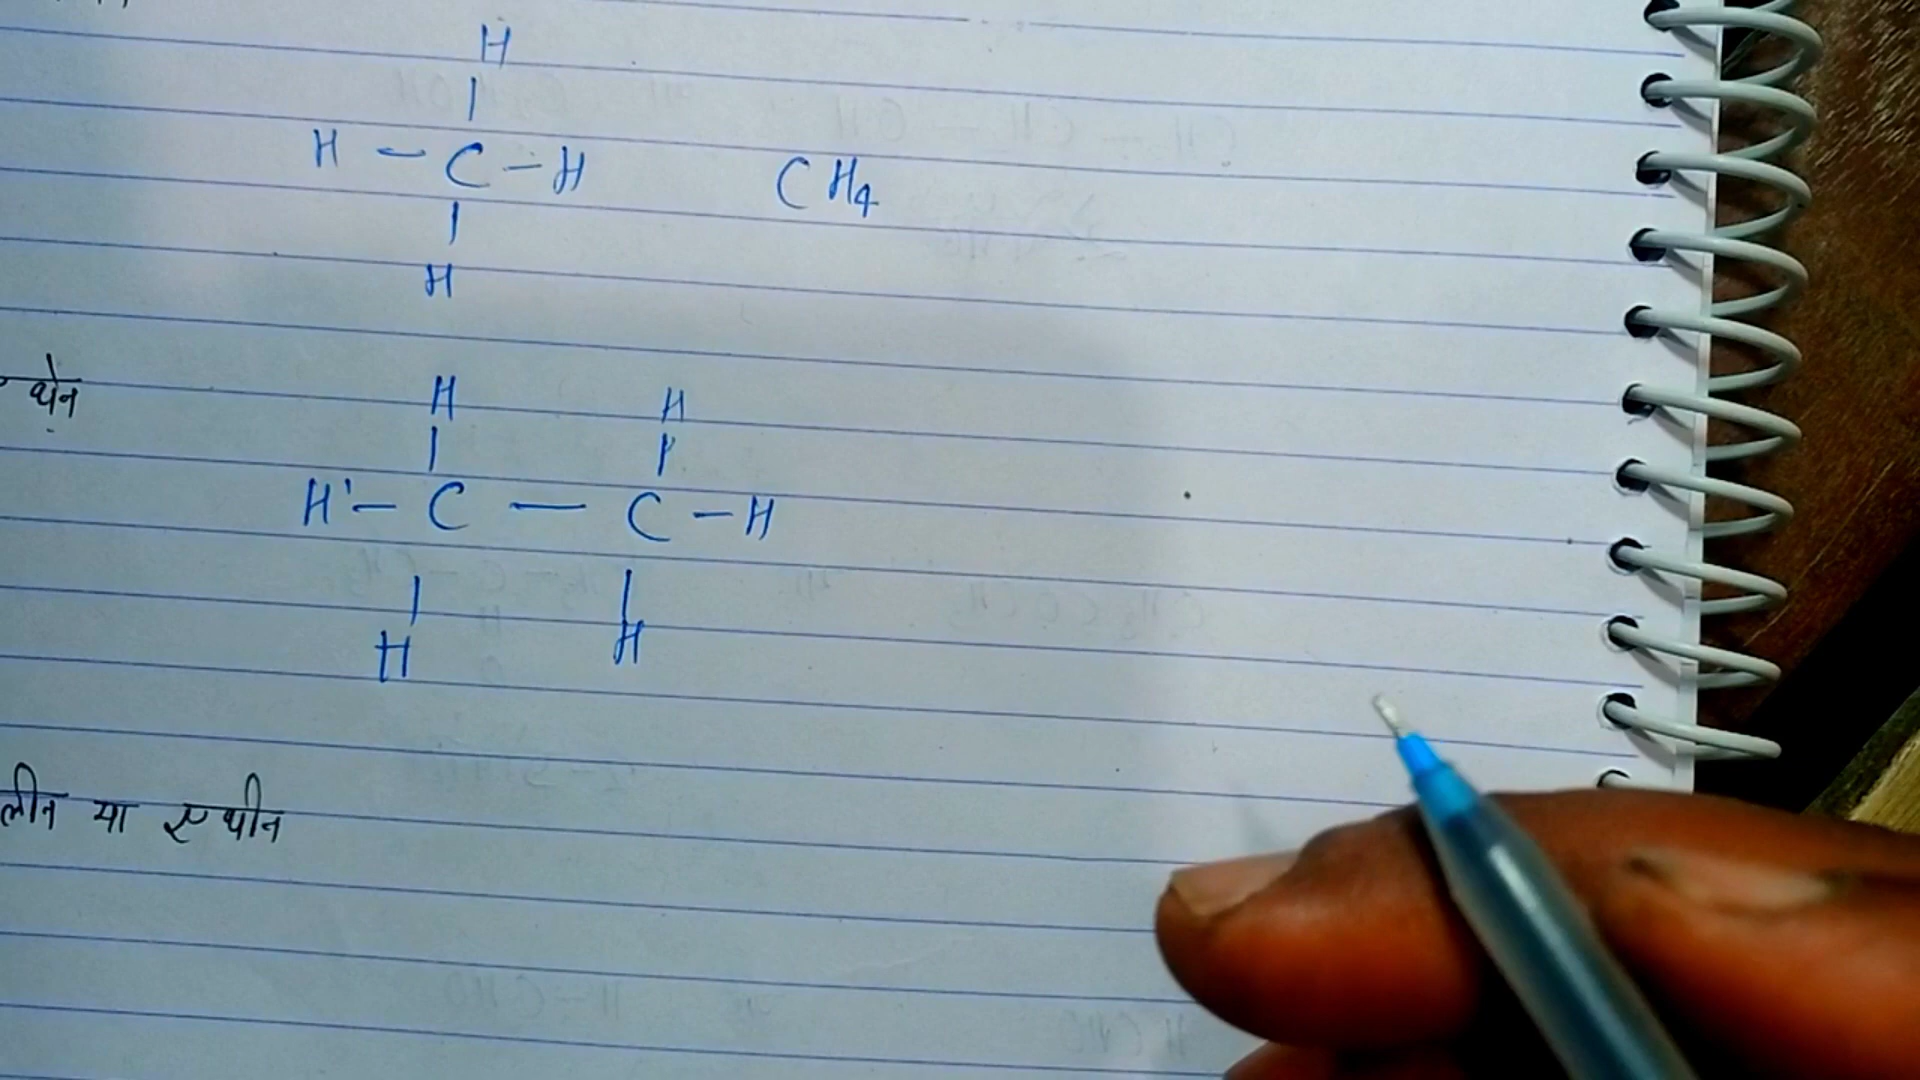 H
|
H - C - H CH4
|
H
थेन
H H
| |
H - C — C - H
| |
H H
लीन या एथीन